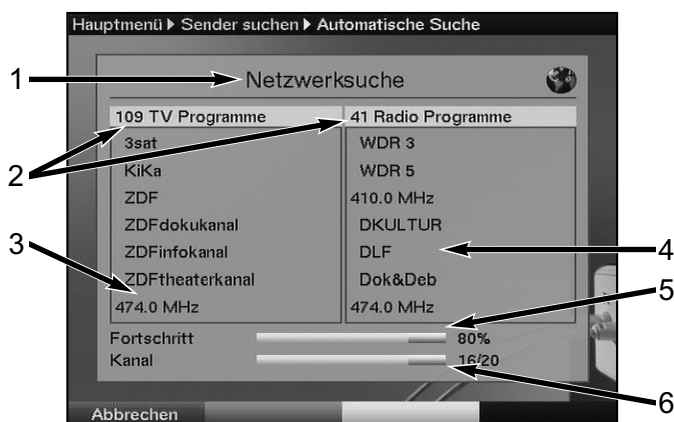 Hauptmenü ▶ Sender suchen ▶ Automatische Suche
1
Netzwerksuche
109 TV Programme
41 Radio Programme
2
3sat
KiKa
ZDF
ZDFdokukanal
ZDFinfokanal
ZDFtheaterkanal
474.0 MHz
WDR 3
WDR 5
410.0 MHz
DKULTUR
DLF
Dok&Deb
474.0 MHz
3
4
5
Fortschritt 80%
Kanal 16/20
6
Abbrechen